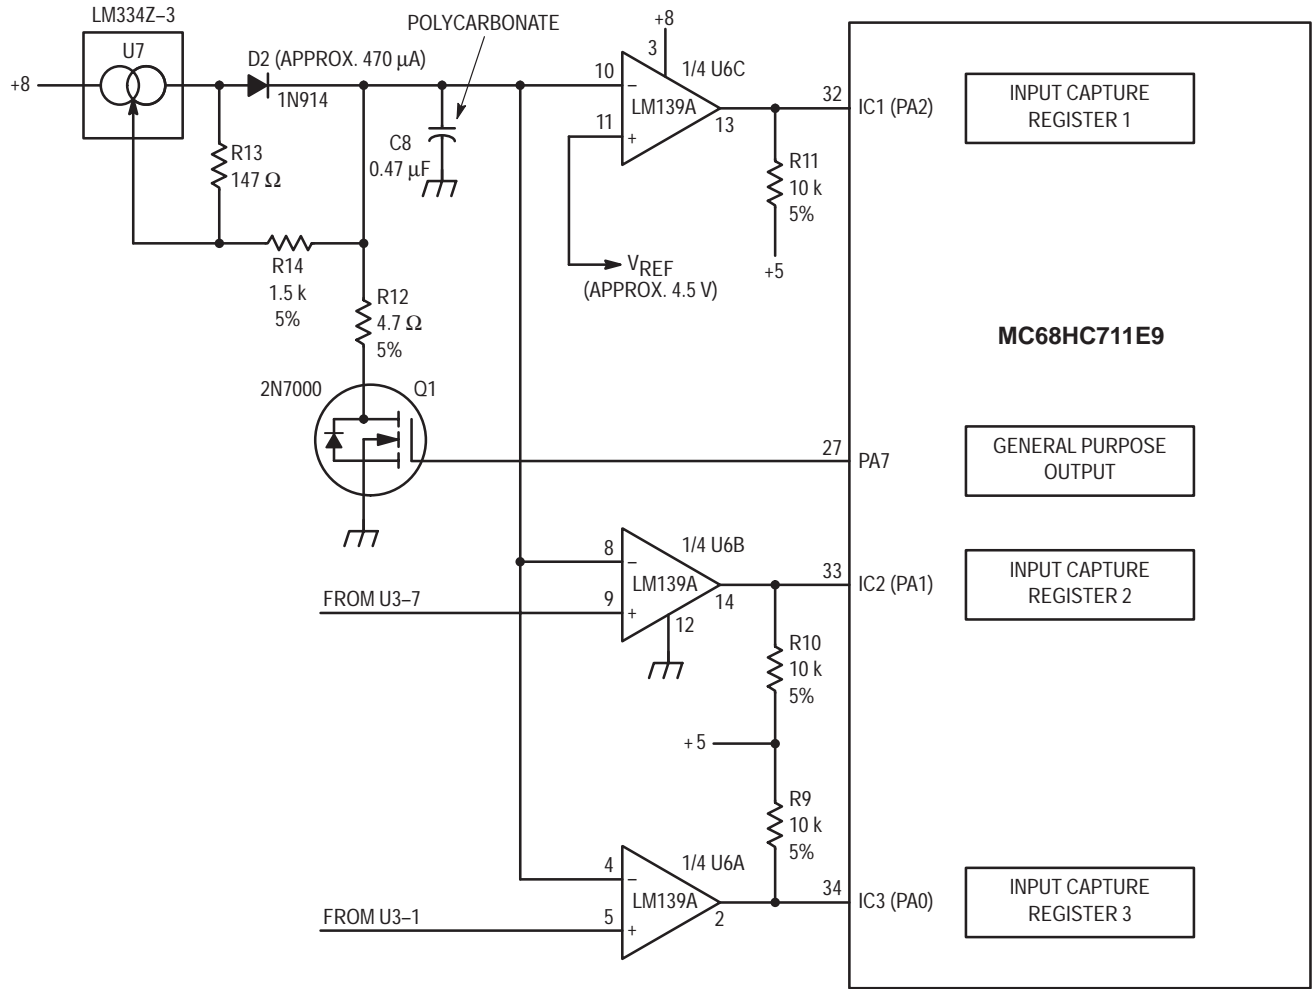 LM334Z–3
U7
+8
D2 (APPROX. 470 µA)
1N914
POLYCARBONATE
R13
147 Ω
C8
0.47 µF
R14
1.5 k
5%
R12
4.7 Ω
5%
2N7000
Q1
+8
3
10
–
1/4 U6C
LM139A
11
+
13
VREF
(APPROX. 4.5 V)
R11
10 k
5%
+5
32
IC1 (PA2)
INPUT CAPTURE
REGISTER 1
MC68HC711E9
27
PA7
GENERAL PURPOSE
OUTPUT
8
–
1/4 U6B
LM139A
FROM U3–7
9
+
14
12
33
IC2 (PA1)
INPUT CAPTURE
REGISTER 2
R10
10 k
5%
+ 5
R9
10 k
5%
4
–
1/4 U6A
LM139A
FROM U3–1
5
+
2
34
IC3 (PA0)
INPUT CAPTURE
REGISTER 3